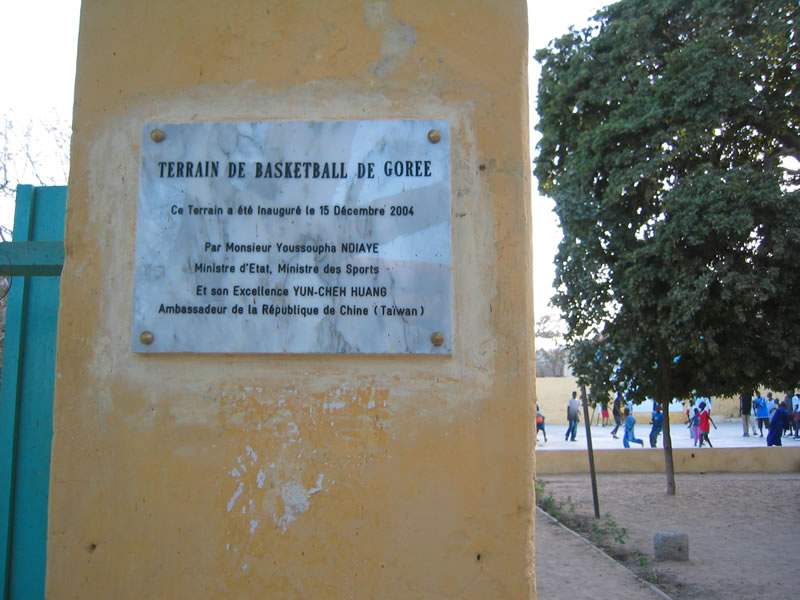 TERRAIN DE BASKETBALL DE GOREE
Ce Terrain a été Inauguré le 15 Décembre 2004
Par Monsieur Youssoupha NDIAYE
Ministre d'Etat, Ministre des Sports
Et son Excellence YUN-CHEH HUANG
Ambassadeur de la République de Chine (Taïwan)